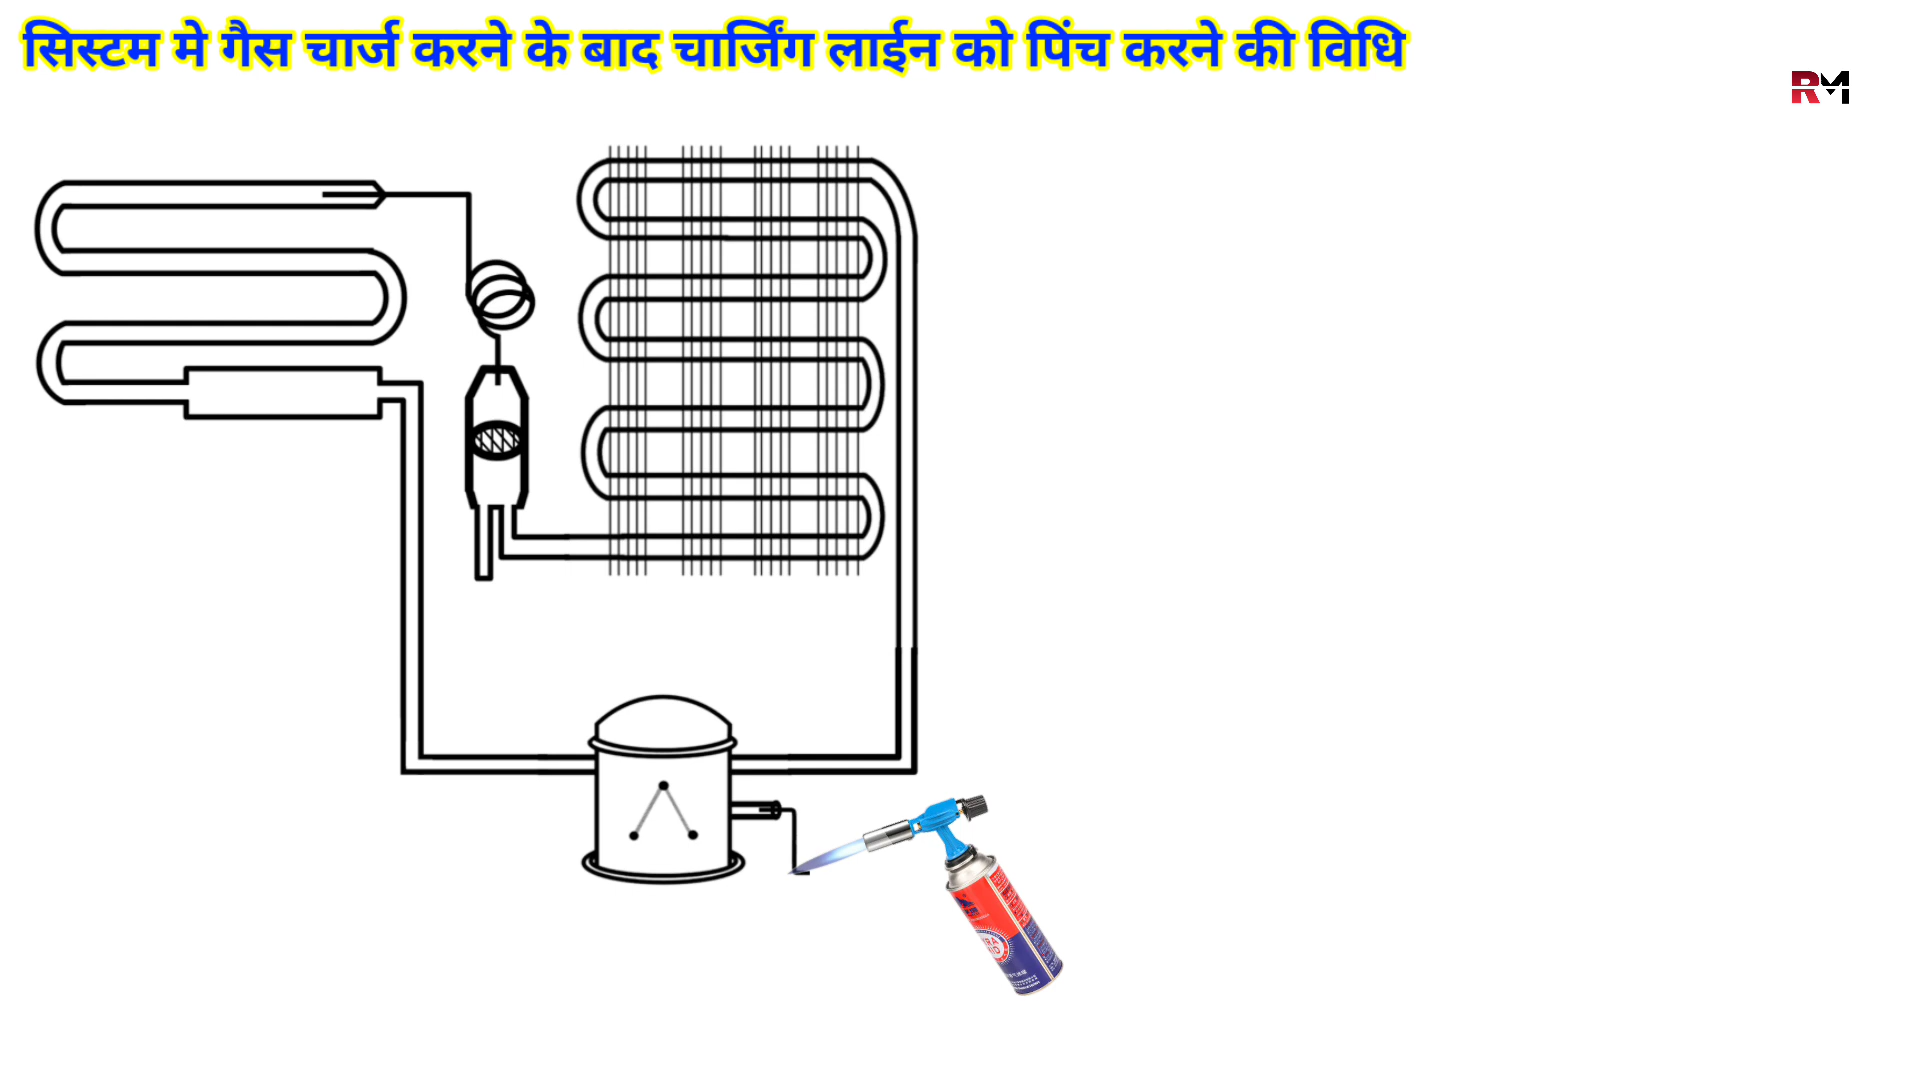 सिस्टम मे गैस चार्ज करने के बाद चार्जिंग लाईन को पिंच करने की विधि
RM